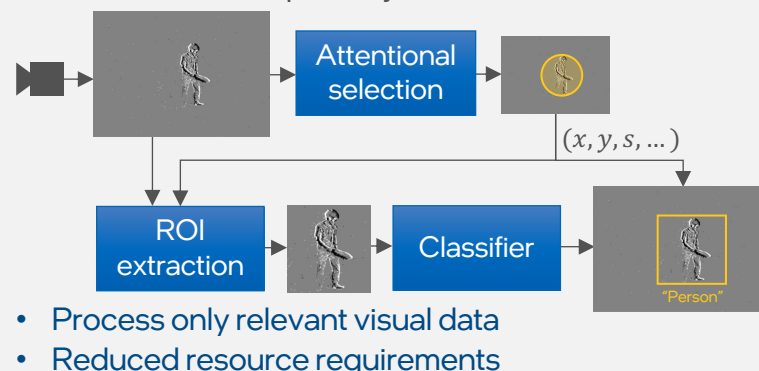 Attentional
selection
(x, y, s, … )
ROI
extraction
Classifier
"Person"
• Process only relevant visual data
• Reduced resource requirements